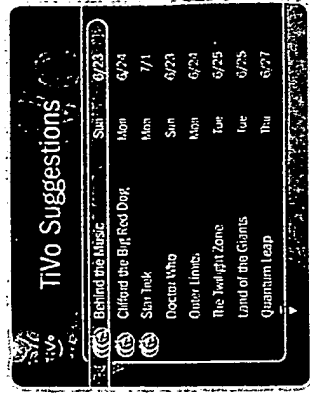 TiVo
TiVo Suggestions
Behind the Music Sun 6/23
Clifford the Big Red Dog Mon 6/24
Star Trek Mon 7/1
Doctor Who Sun 6/23
Outer Limits Mon 6/24
The Twilight Zone Tue 6/25
Land of the Giants Tue 6/25
Quantum Leap Thu 6/27